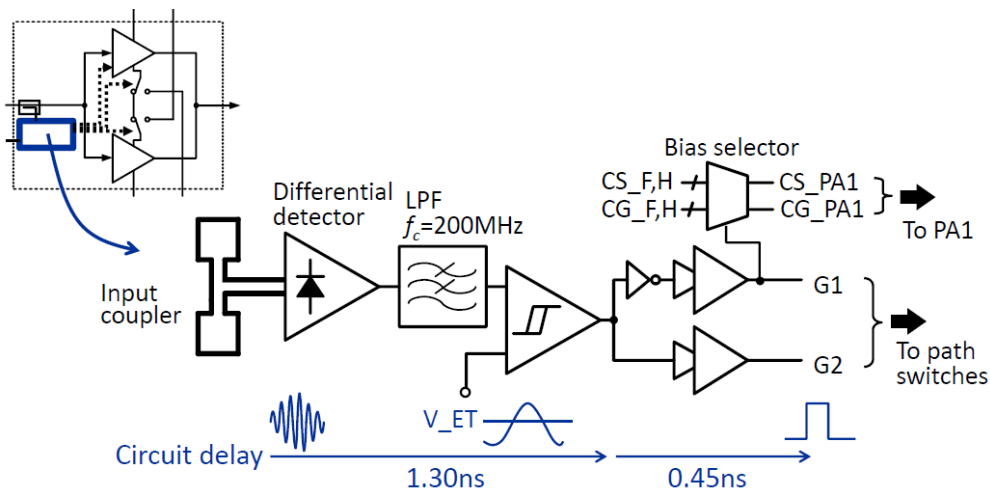 Bias selector
CS_F,H
CS_PA1
CG_F,H
CG_PA1
To PA1
Differential
detector
LPF
f_c=200MHz
Input
coupler
G1
G2
To path
switches
V_ET
Circuit delay
1.30ns
0.45ns